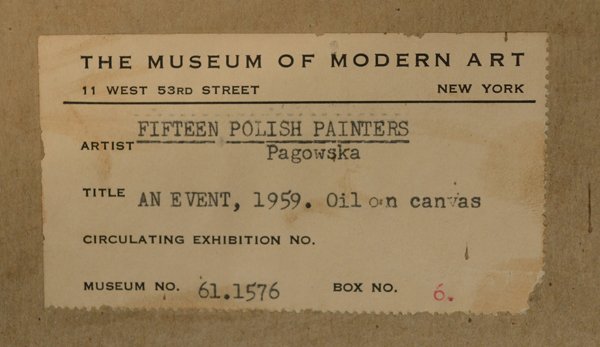 THE MUSEUM OF MODERN ART
11 WEST 53RD STREET NEW YORK
FIFTEEN POLISH PAINTERS
ARTIST Pagowska
TITLE AN EVENT, 1959. Oil on canvas
CIRCULATING EXHIBITION NO.
MUSEUM NO. 61.1576 BOX NO. 6.